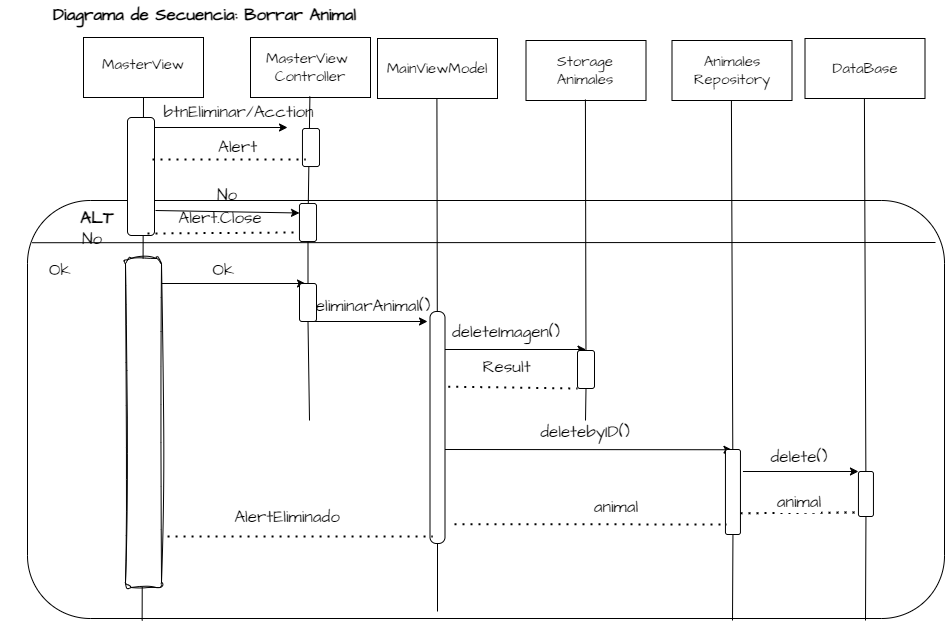 Diagrama de Secuencia: Borrar Animal
MasterView
MasterView
Controller
MainViewModel
Storage
Animales
Animales
Repository
DataBase
btnEliminar/Acction
Alert
No
ALT
Alert.Close
No
Ok
Ok
eliminarAnimal()
deleteImagen()
Result
deletebyID()
delete()
animal
animal
AlertEliminado